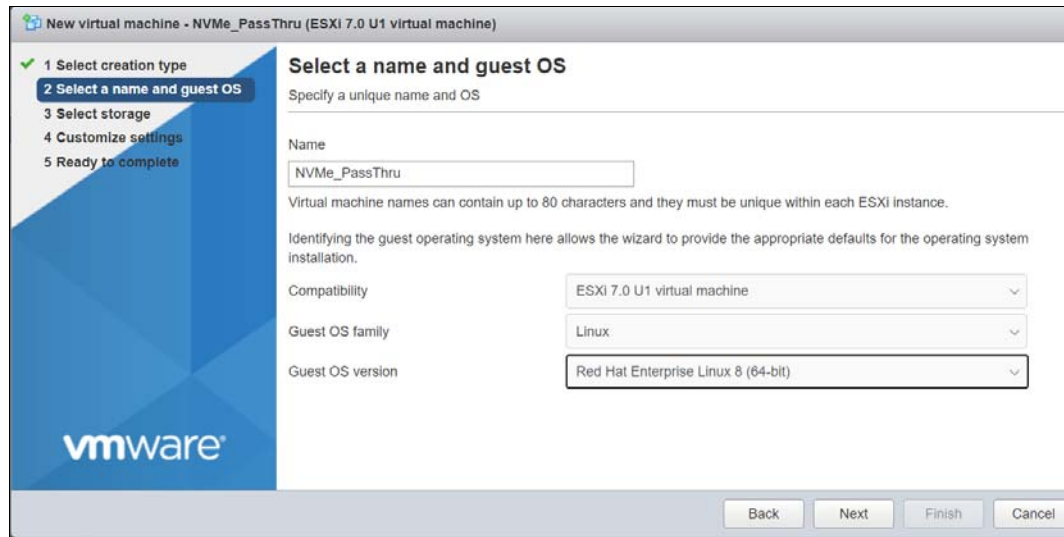 New virtual machine - NVMe_PassThru (ESXi 7.0 U1 virtual machine)
1 Select creation type
2 Select a name and guest OS
3 Select storage
4 Customize settings
5 Ready to complete
vmware
Select a name and guest OS
Specify a unique name and OS
Name
NVMe_PassThru
Virtual machine names can contain up to 80 characters and they must be unique within each ESXi instance.
Identifying the guest operating system here allows the wizard to provide the appropriate defaults for the operating system
installation.
Compatibility ESXi 7.0 U1 virtual machine
Guest OS family Linux
Guest OS version Red Hat Enterprise Linux 8 (64-bit)
Back Next Finish Cancel